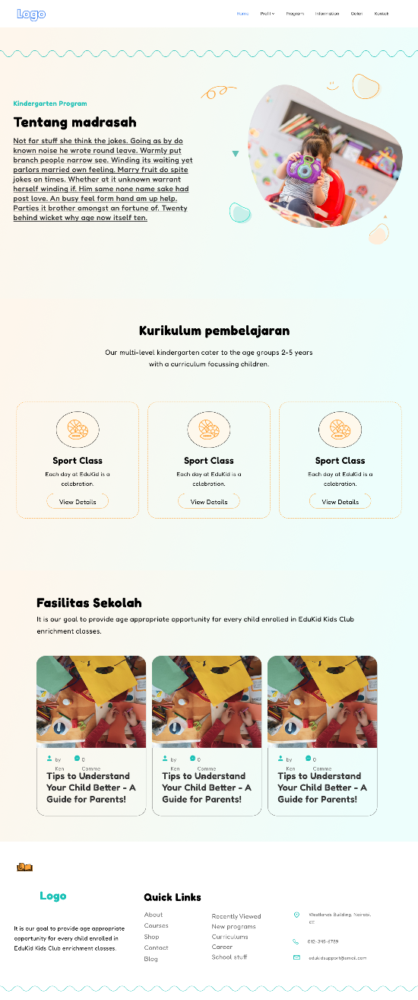 Logo
Home Profil Program Information Galeri Kontak
Kindergarten Program
Tentang madrasah
Not far stuff she think the jokes. Going as by do
known noise he wrote round leave. Warmly put
branch people narrow see. Winding its waiting yet
parlors married own feeling. Marry fruit do spite
jokes an times. Whether at it unknown warrant
herself winding if. Him same none name sake had
post love. An busy feel form hand am up help.
Parties it brother amongst an fortune of. Twenty
behind wicket why age now itself ten.
Kurikulum pembelajaran
Our multi-level kindergarten cater to the age groups 2-5 years
with a curriculum focussing children.
Sport Class
Each day at EduKid is a
celebration.
View Details
Sport Class
Each day at EduKid is a
celebration.
View Details
Sport Class
Each day at EduKid is a
celebration.
View Details
Fasilitas Sekolah
It is our goal to provide age appropriate opportunity for every child enrolled in EduKid Kids Club
enrichment classes.
by 0
Ken Comme
Tips to Understand
Your Child Better - A
Guide for Parents!
by 0
Ken Comme
Tips to Understand
Your Child Better - A
Guide for Parents!
by 0
Ken Comme
Tips to Understand
Your Child Better - A
Guide for Parents!
Logo
It is our goal to provide age appropriate
opportunity for every child enrolled in
EduKid Kids Club enrichment classes.
Quick Links
About
Courses
Shop
Contact
Blog
Recently Viewed
New programs
Curriculums
Career
School stuff
Westlands Building, Nairobi,
KE
012-345-6789
edukidsupport@email.com